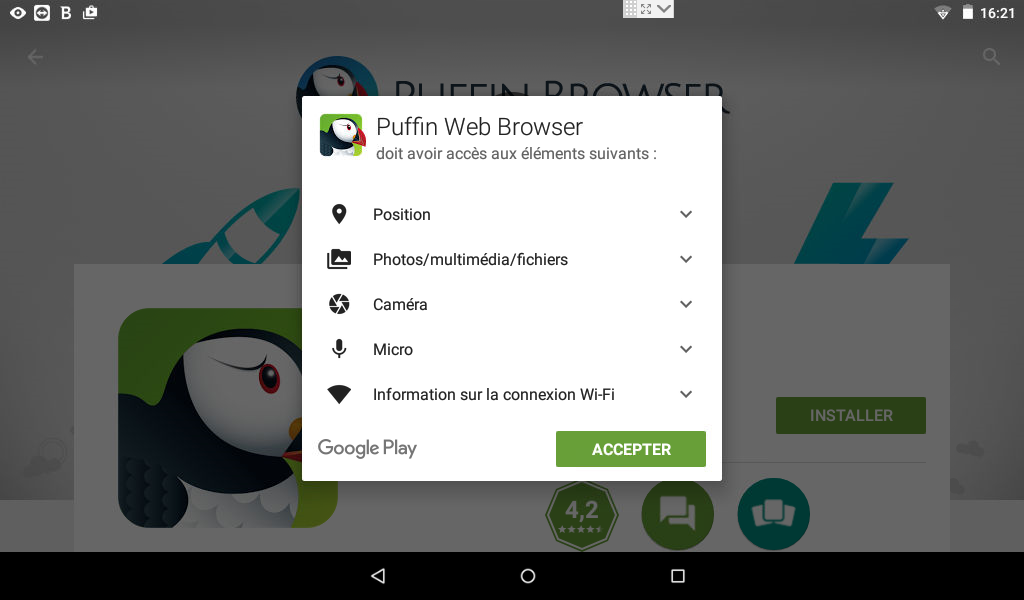 B
16:21
PUFFIN BROWSER
Puffin Web Browser
doit avoir accès aux éléments suivants :
Position
Photos/multimédia/fichiers
Caméra
Micro
Information sur la connexion Wi-Fi
INSTALLER
Google Play
ACCEPTER
4,2